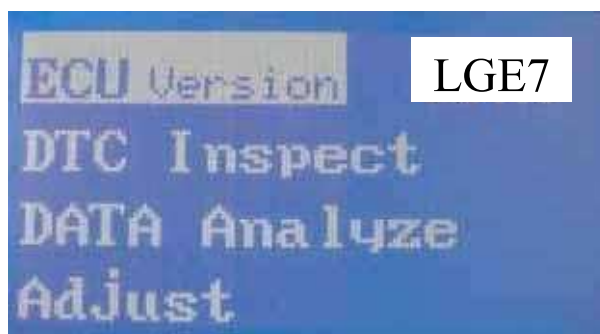 ECU Version
LGE7
DTC Inspect
DATA Analyze
Adjust